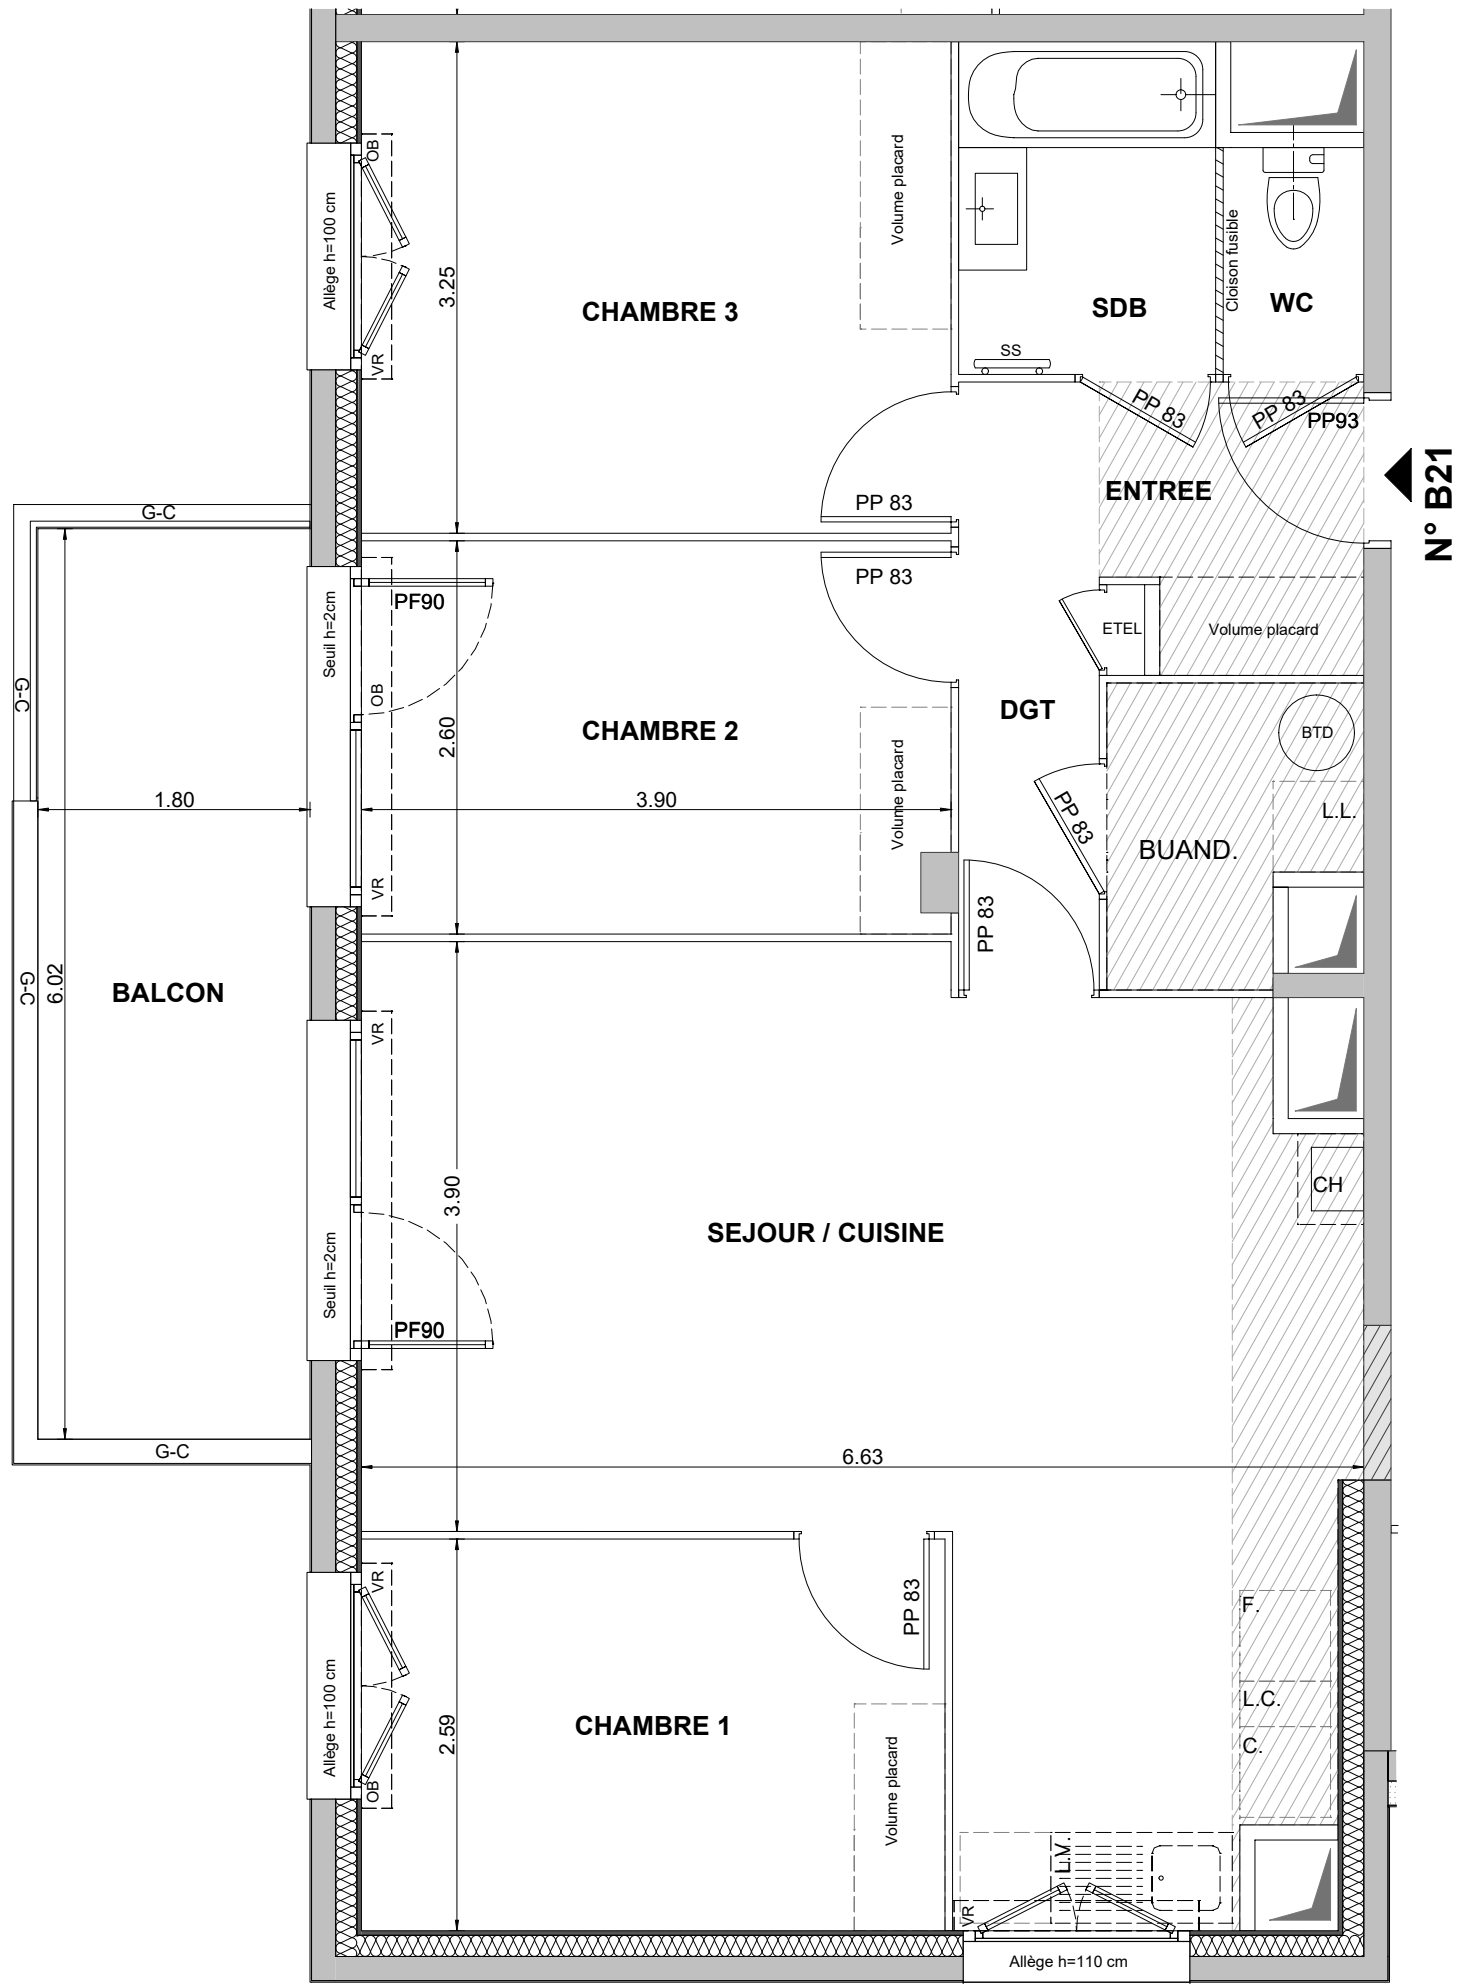 OB
Allège h=100 cm
VR
3.25
CHAMBRE 3
Volume placard
SDB
SS
Cloison fusible
WC
PP 83
PP 83
PP93
ENTREE
N° B21
PP 83
PP 83
G-C
G-C
G-C
G-C
Seuil h=2cm
PF90
OB
VR
2.60
CHAMBRE 2
Volume placard
3.90
1.80
6.02
BALCON
ETEL
Volume placard
DGT
BTD
L.L.
PP 83
BUAND.
PP 83
VR
Seuil h=2cm
PF90
3.90
SEJOUR / CUISINE
CH
6.63
VR
Allège h=100 cm
OB
2.59
CHAMBRE 1
PP 83
Volume placard
F.
L.C.
C.
L.V.
VR
Allège h=110 cm